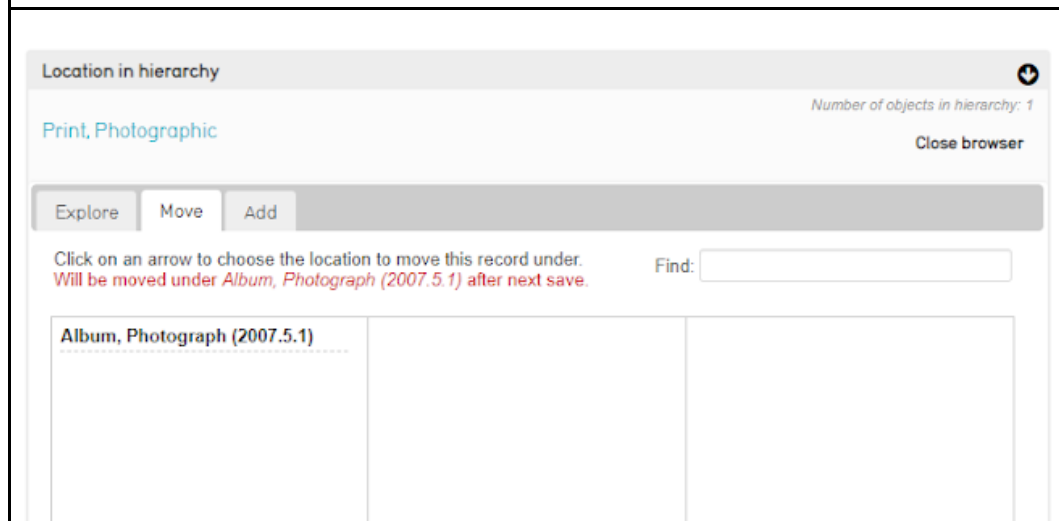 Location in hierarchy
Number of objects in hierarchy: 1
Print, Photographic
Close browser
Explore Move Add
Click on an arrow to choose the location to move this record under.
Will be moved under Album, Photograph (2007.5.1) after next save.
Find:
Album, Photograph (2007.5.1)